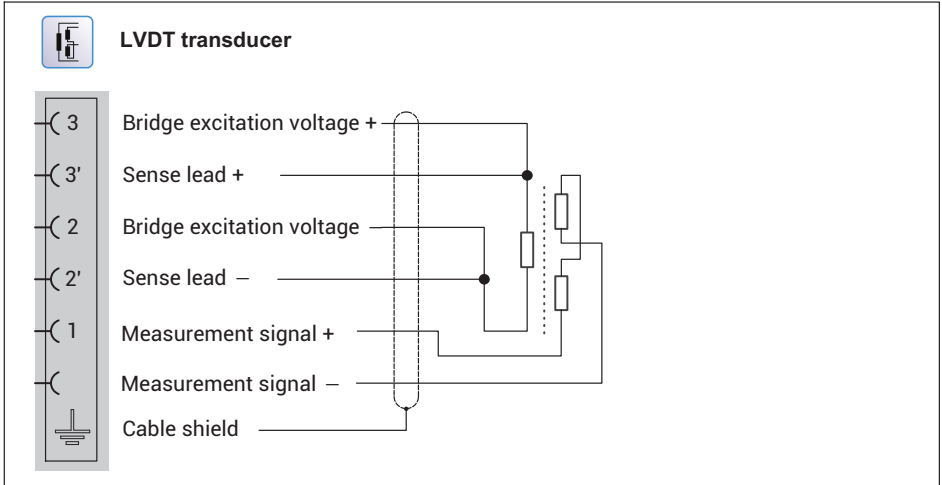 LVDT transducer
3 Bridge excitation voltage +
3' Sense lead +
2 Bridge excitation voltage –
2' Sense lead –
1 Measurement signal +
Measurement signal –
Cable shield